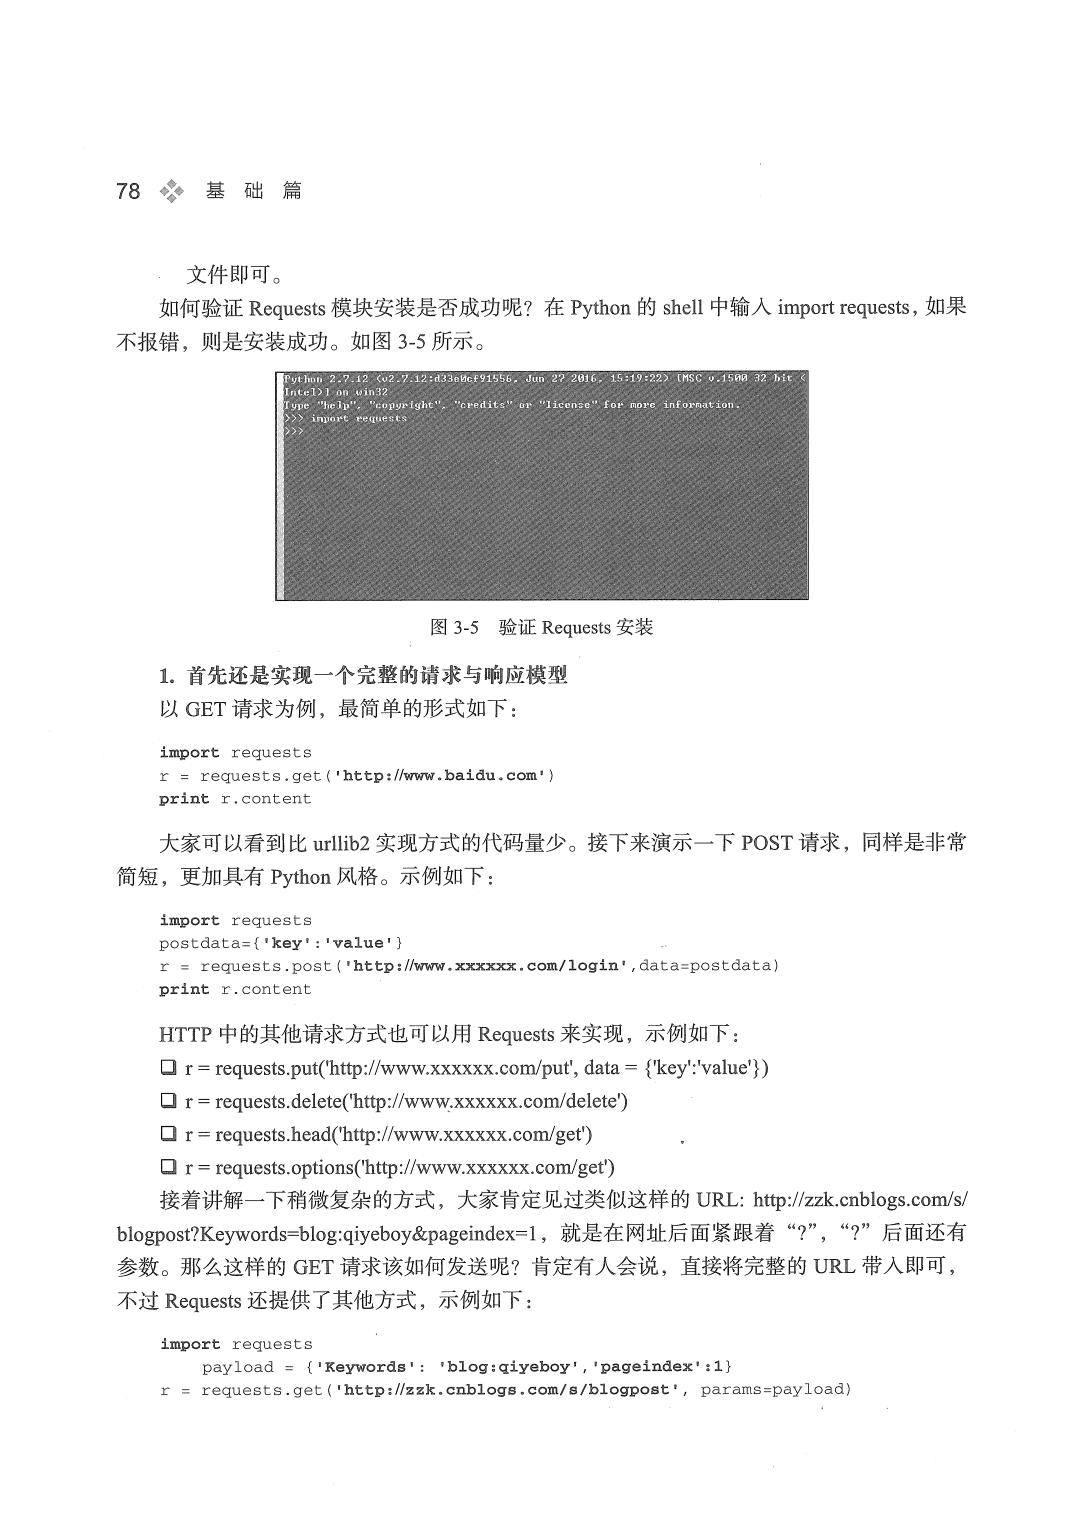 78 基 础 篇
文件即可。
如何验证 Requests 模块安装是否成功呢？在 Python 的 shell 中输入 import requests，如果
不报错，则是安装成功。如图 3-5 所示。
Python 2.7.12 (v2.7.12:d33e0cf91556, Jun 27 2016, 15:19:22) [MSC v.1500 32 bit (
Intel)] on win32
Type "help", "copyright", "credits" or "license" for more information.
>>> import requests
>>>
图 3-5 验证 Requests 安装
1. 首先还是实现一个完整的请求与响应模型
以 GET 请求为例，最简单的形式如下：
import requests
r = requests.get('http://www.baidu.com')
print r.content
大家可以看到比 urllib2 实现方式的代码量少。接下来演示一下 POST 请求，同样是非常
简短，更加具有 Python 风格。示例如下：
import requests
postdata={'key':'value'}
r = requests.post('http://www.xxxxxx.com/login',data=postdata)
print r.content
HTTP 中的其他请求方式也可以用 Requests 来实现，示例如下：
❑ r = requests.put('http://www.xxxxxx.com/put', data = {'key':'value'})
❑ r = requests.delete('http://www.xxxxxx.com/delete')
❑ r = requests.head('http://www.xxxxxx.com/get')
❑ r = requests.options('http://www.xxxxxx.com/get')
接着讲解一下稍微复杂的方式，大家肯定见过类似这样的 URL: http://zzk.cnblogs.com/s/
blogpost?Keywords=blog:qiyeboy&pageindex=1，就是在网址后面紧跟着“?”，“?”后面还有
参数。那么这样的 GET 请求该如何发送呢？肯定有人会说，直接将完整的 URL 带入即可，
不过 Requests 还提供了其他方式，示例如下：
import requests
payload = {'Keywords': 'blog:qiyeboy','pageindex':1}
r = requests.get('http://zzk.cnblogs.com/s/blogpost', params=payload)